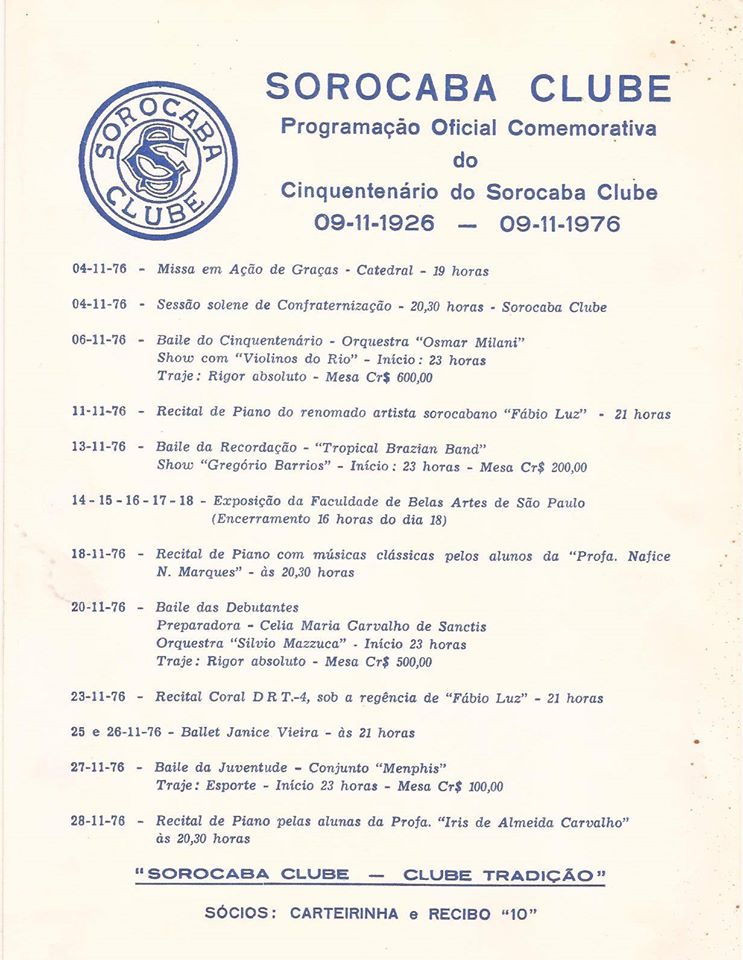 SOROCABA CLUBE
SC
SOROCABA CLUBE
Programação Oficial Comemorativa
do
Cinquentenário do Sorocaba Clube
09-11-1926 — 09-11-1976
04-11-76 - Missa em Ação de Graças - Catedral - 19 horas
04-11-76 - Sessão solene de Confraternização - 20,30 horas - Sorocaba Clube
06-11-76 - Baile do Cinquentenário - Orquestra "Osmar Milani"
Show com "Violinos do Rio" - Início: 23 horas
Traje: Rigor absoluto - Mesa Cr$ 600,00
11-11-76 - Recital de Piano do renomado artista sorocabano "Fábio Luz" - 21 horas
13-11-76 - Baile da Recordação - "Tropical Brazian Band"
Show "Gregório Barrios" - Início: 23 horas - Mesa Cr$ 200,00
14 - 15 - 16 - 17 - 18 - Exposição da Faculdade de Belas Artes de São Paulo
(Encerramento 16 horas do dia 18)
18-11-76 - Recital de Piano com músicas clássicas pelos alunos da "Profa. Nafice
N. Marques" - às 20,30 horas
20-11-76 - Baile das Debutantes
Preparadora - Celia Maria Carvalho de Sanctis
Orquestra "Silvio Mazzuca" - Início 23 horas
Traje: Rigor absoluto - Mesa Cr$ 500,00
23-11-76 - Recital Coral D R T.-4, sob a regência de "Fábio Luz" - 21 horas
25 e 26-11-76 - Ballet Janice Vieira - às 21 horas
27-11-76 - Baile da Juventude - Conjunto "Menphis"
Traje: Esporte - Início 23 horas - Mesa Cr$ 100,00
28-11-76 - Recital de Piano pelas alunas da Profa. "Iris de Almeida Carvalho"
às 20,30 horas
"SOROCABA CLUBE — CLUBE TRADIÇÃO"
SÓCIOS: CARTEIRINHA e RECIBO "10"